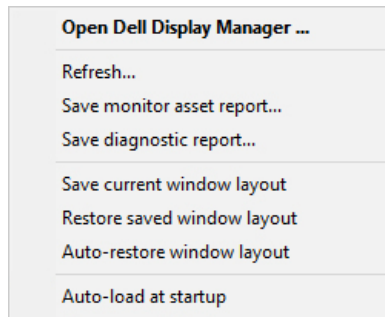 Open Dell Display Manager ...
Refresh...
Save monitor asset report...
Save diagnostic report...
Save current window layout
Restore saved window layout
Auto-restore window layout
Auto-load at startup